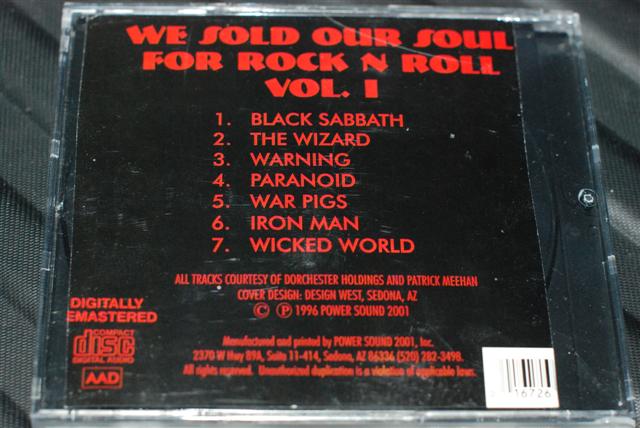 WE SOLD OUR SOUL
FOR ROCK N ROLL
VOL. I
1. BLACK SABBATH
2. THE WIZARD
3. WARNING
4. PARANOID
5. WAR PIGS
6. IRON MAN
7. WICKED WORLD
ALL TRACKS COURTESY OF DORCHESTER HOLDINGS AND PATRICK MEEHAN
COVER DESIGN: DESIGN WEST, SEDONA, AZ
© ℗ 1996 POWER SOUND 2001
DIGITALLY
EMASTERED
COMPACT
disc
DIGITAL AUDIO
AAD
Manufactured and printed by POWER SOUND 2001, Inc.
2370 W Hwy 89A, Suite 11-414, Sedona, AZ 86336 (520) 282-3498.
All rights reserved. Unauthorized duplication is a violation of applicable laws.
16726